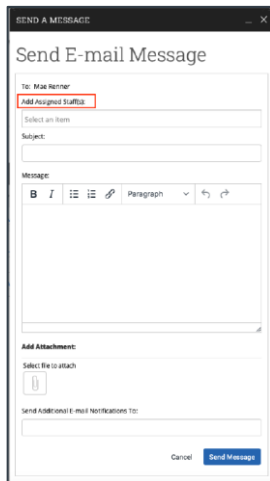 SEND A MESSAGE
Send E-mail Message
To: Mae Renner
Add Assigned Staff(s):
Select an Item
Subject:
Message:
B I Paragraph
Add Attachment:
Select file to attach
Send Additional E-mail Notifications To:
Cancel Send Message